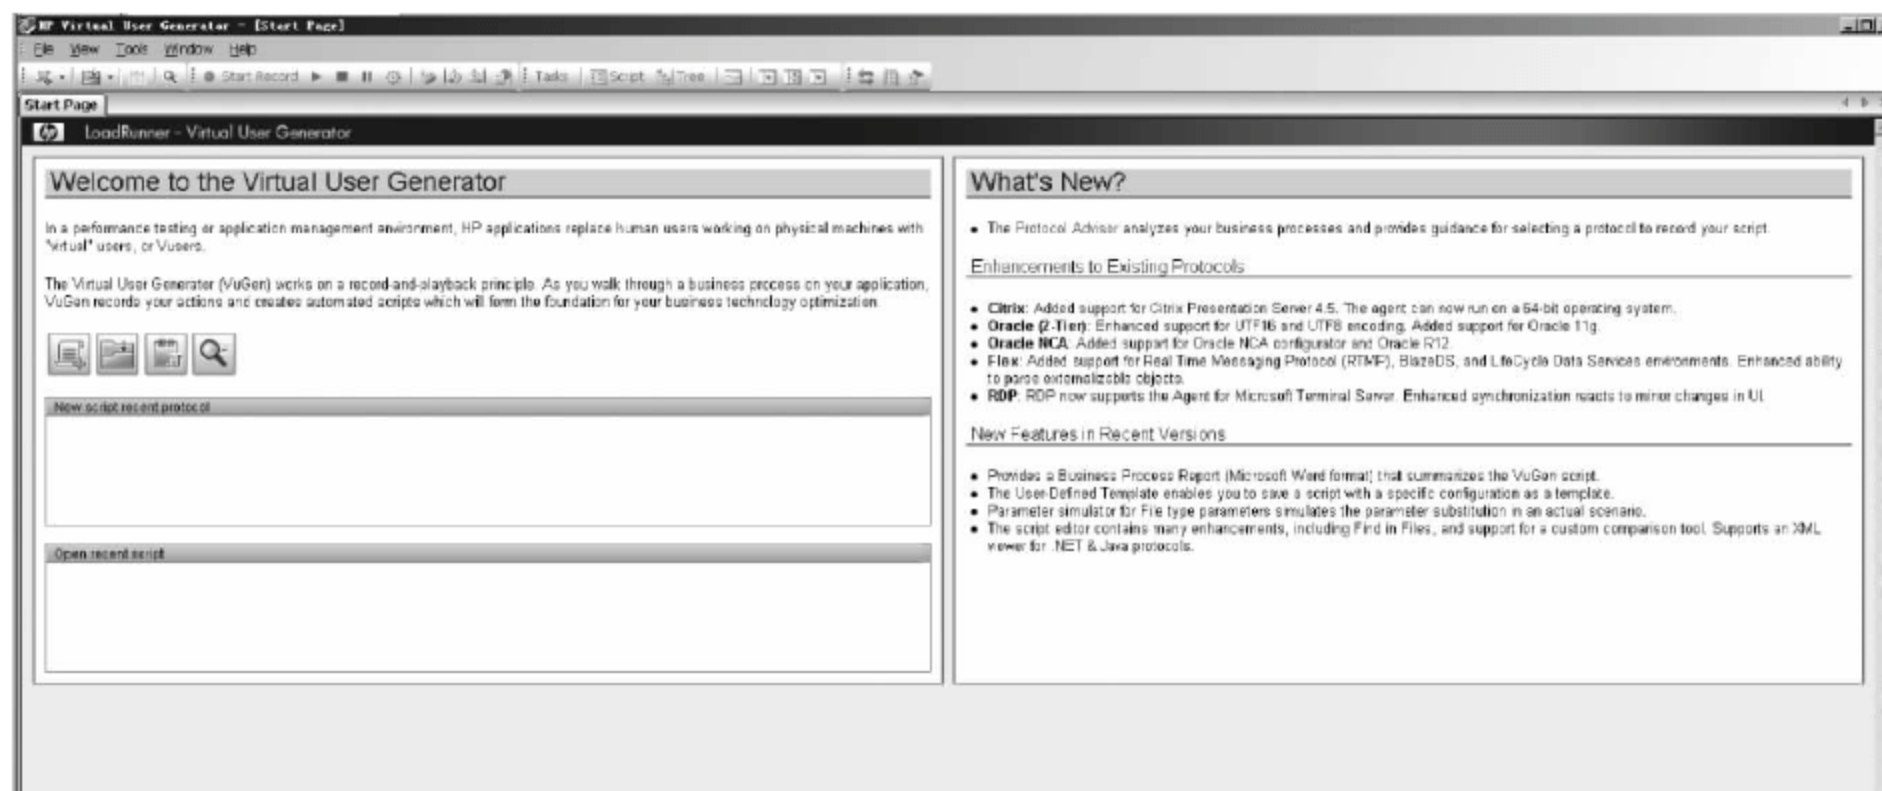 HP Virtual User Generator - [Start Page]
File View Tools Window Help
Start Record Tasks Script Tree
Start Page
LoadRunner - Virtual User Generator
Welcome to the Virtual User Generator
In a performance testing or application management environment, HP applications replace human users working on physical machines with
"virtual" users, or Vusers.
The Virtual User Generator (VuGen) works on a record-and-playback principle. As you walk through a business process on your application,
VuGen records your actions and creates automated scripts which will form the foundation for your business technology optimization.
New script recent protocol
Open recent script
What's New?
• The Protocol Advisor analyzes your business processes and provides guidance for selecting a protocol to record your script.
Enhancements to Existing Protocols
• Citrix: Added support for Citrix Presentation Server 4.5. The agent can now run on a 64-bit operating system.
• Oracle (2-Tier): Enhanced support for UTF16 and UTF8 encoding. Added support for Oracle 11g.
• Oracle NCA: Added support for Oracle NCA configurator and Oracle R12.
• Flex: Added support for Real Time Messaging Protocol (RTMP), BlazeDS, and LifeCycle Data Services environments. Enhanced ability
to parse externalizable objects.
• RDP: RDP now supports the Agent for Microsoft Terminal Server. Enhanced synchronization reacts to minor changes in UI.
New Features in Recent Versions
• Provides a Business Process Report (Microsoft Word format) that summarizes the VuGen script.
• The User-Defined Template enables you to save a script with a specific configuration as a template.
• Parameter simulator for File type parameters simulates the parameter substitution in an actual scenario.
• The script editor contains many enhancements, including Find in Files, and support for a custom comparison tool. Supports an XML
viewer for .NET & Java protocols.